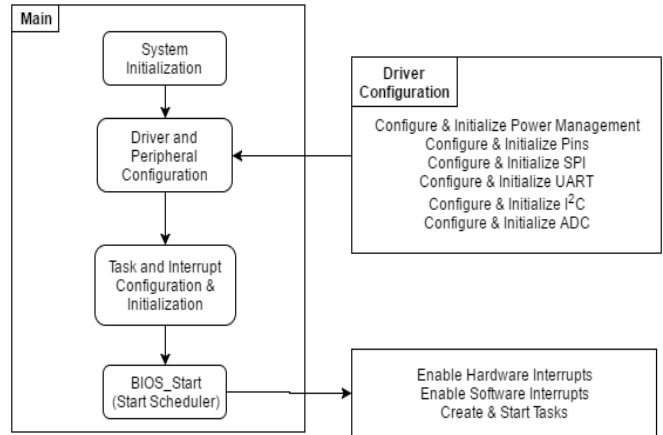 Main
System
Initialization
Driver and
Peripheral
Configuration
Task and Interrupt
Configuration &
Initialization
BIOS_Start
(Start Scheduler)
Driver
Configuration
Configure & Initialize Power Management
Configure & Initialize Pins
Configure & Initialize SPI
Configure & Initialize UART
Configure & Initialize I²C
Configure & Initialize ADC
Enable Hardware Interrupts
Enable Software Interrupts
Create & Start Tasks